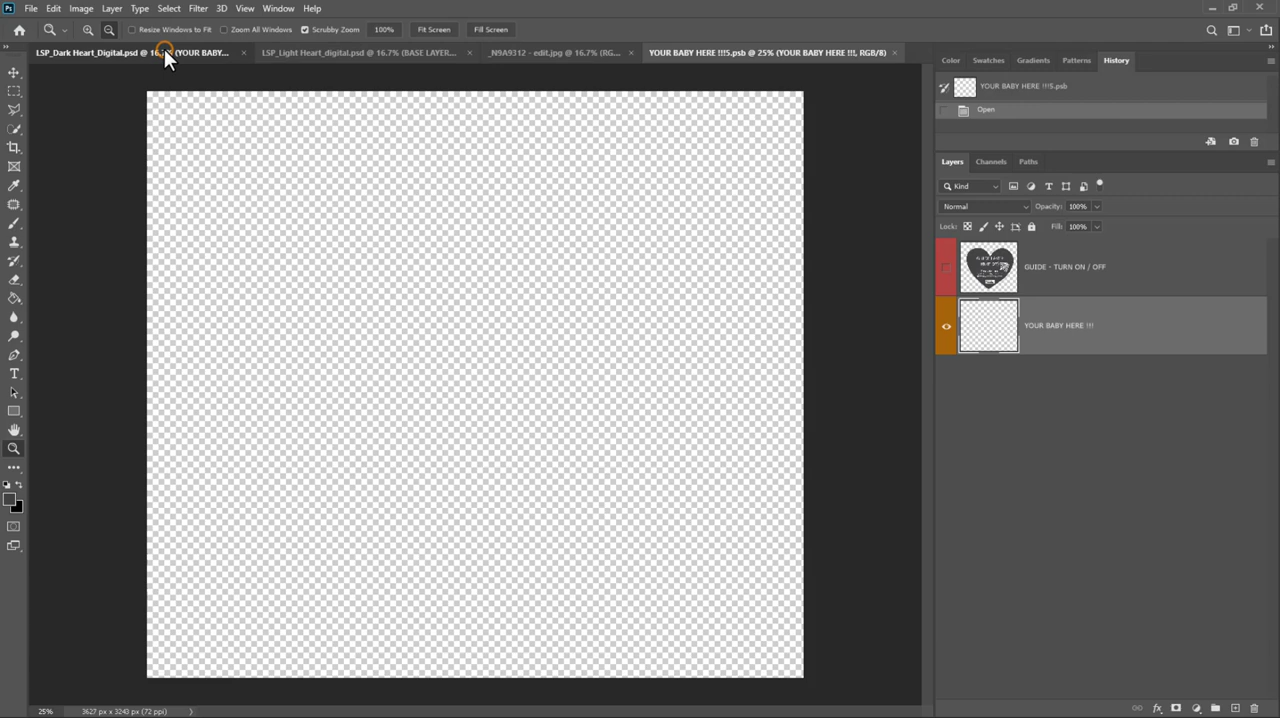 Ps File Edit Image Layer Type Select Filter 3D View Window Help
Resize Windows to Fit Zoom All Windows Scrubby Zoom 100% Fit Screen Fill Screen
LSP_Dark Heart_Digital.psd @ 16. (YOUR BABY... × LSP_Light Heart_digital.psd @ 16.7% (BASE LAYER... × _N9A9312 - edit.jpg @ 16.7% (RG... × YOUR BABY HERE !!!5.psb @ 25% (YOUR BABY HERE !!!, RGB/8) ×
Color Swatches Gradients Patterns History
YOUR BABY HERE !!!5.psb
Open
Layers Channels Paths
Kind
Normal Opacity: 100%
Lock: Fill: 100%
GUIDE - TURN ON / OFF
YOUR BABY HERE !!!
25% 3627 px x 3243 px (72 ppi)